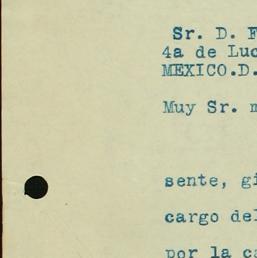 Sr. D. F
4a de Luc
MEXICO.D.
Muy Sr. m
sente, gi
cargo del
por la ca